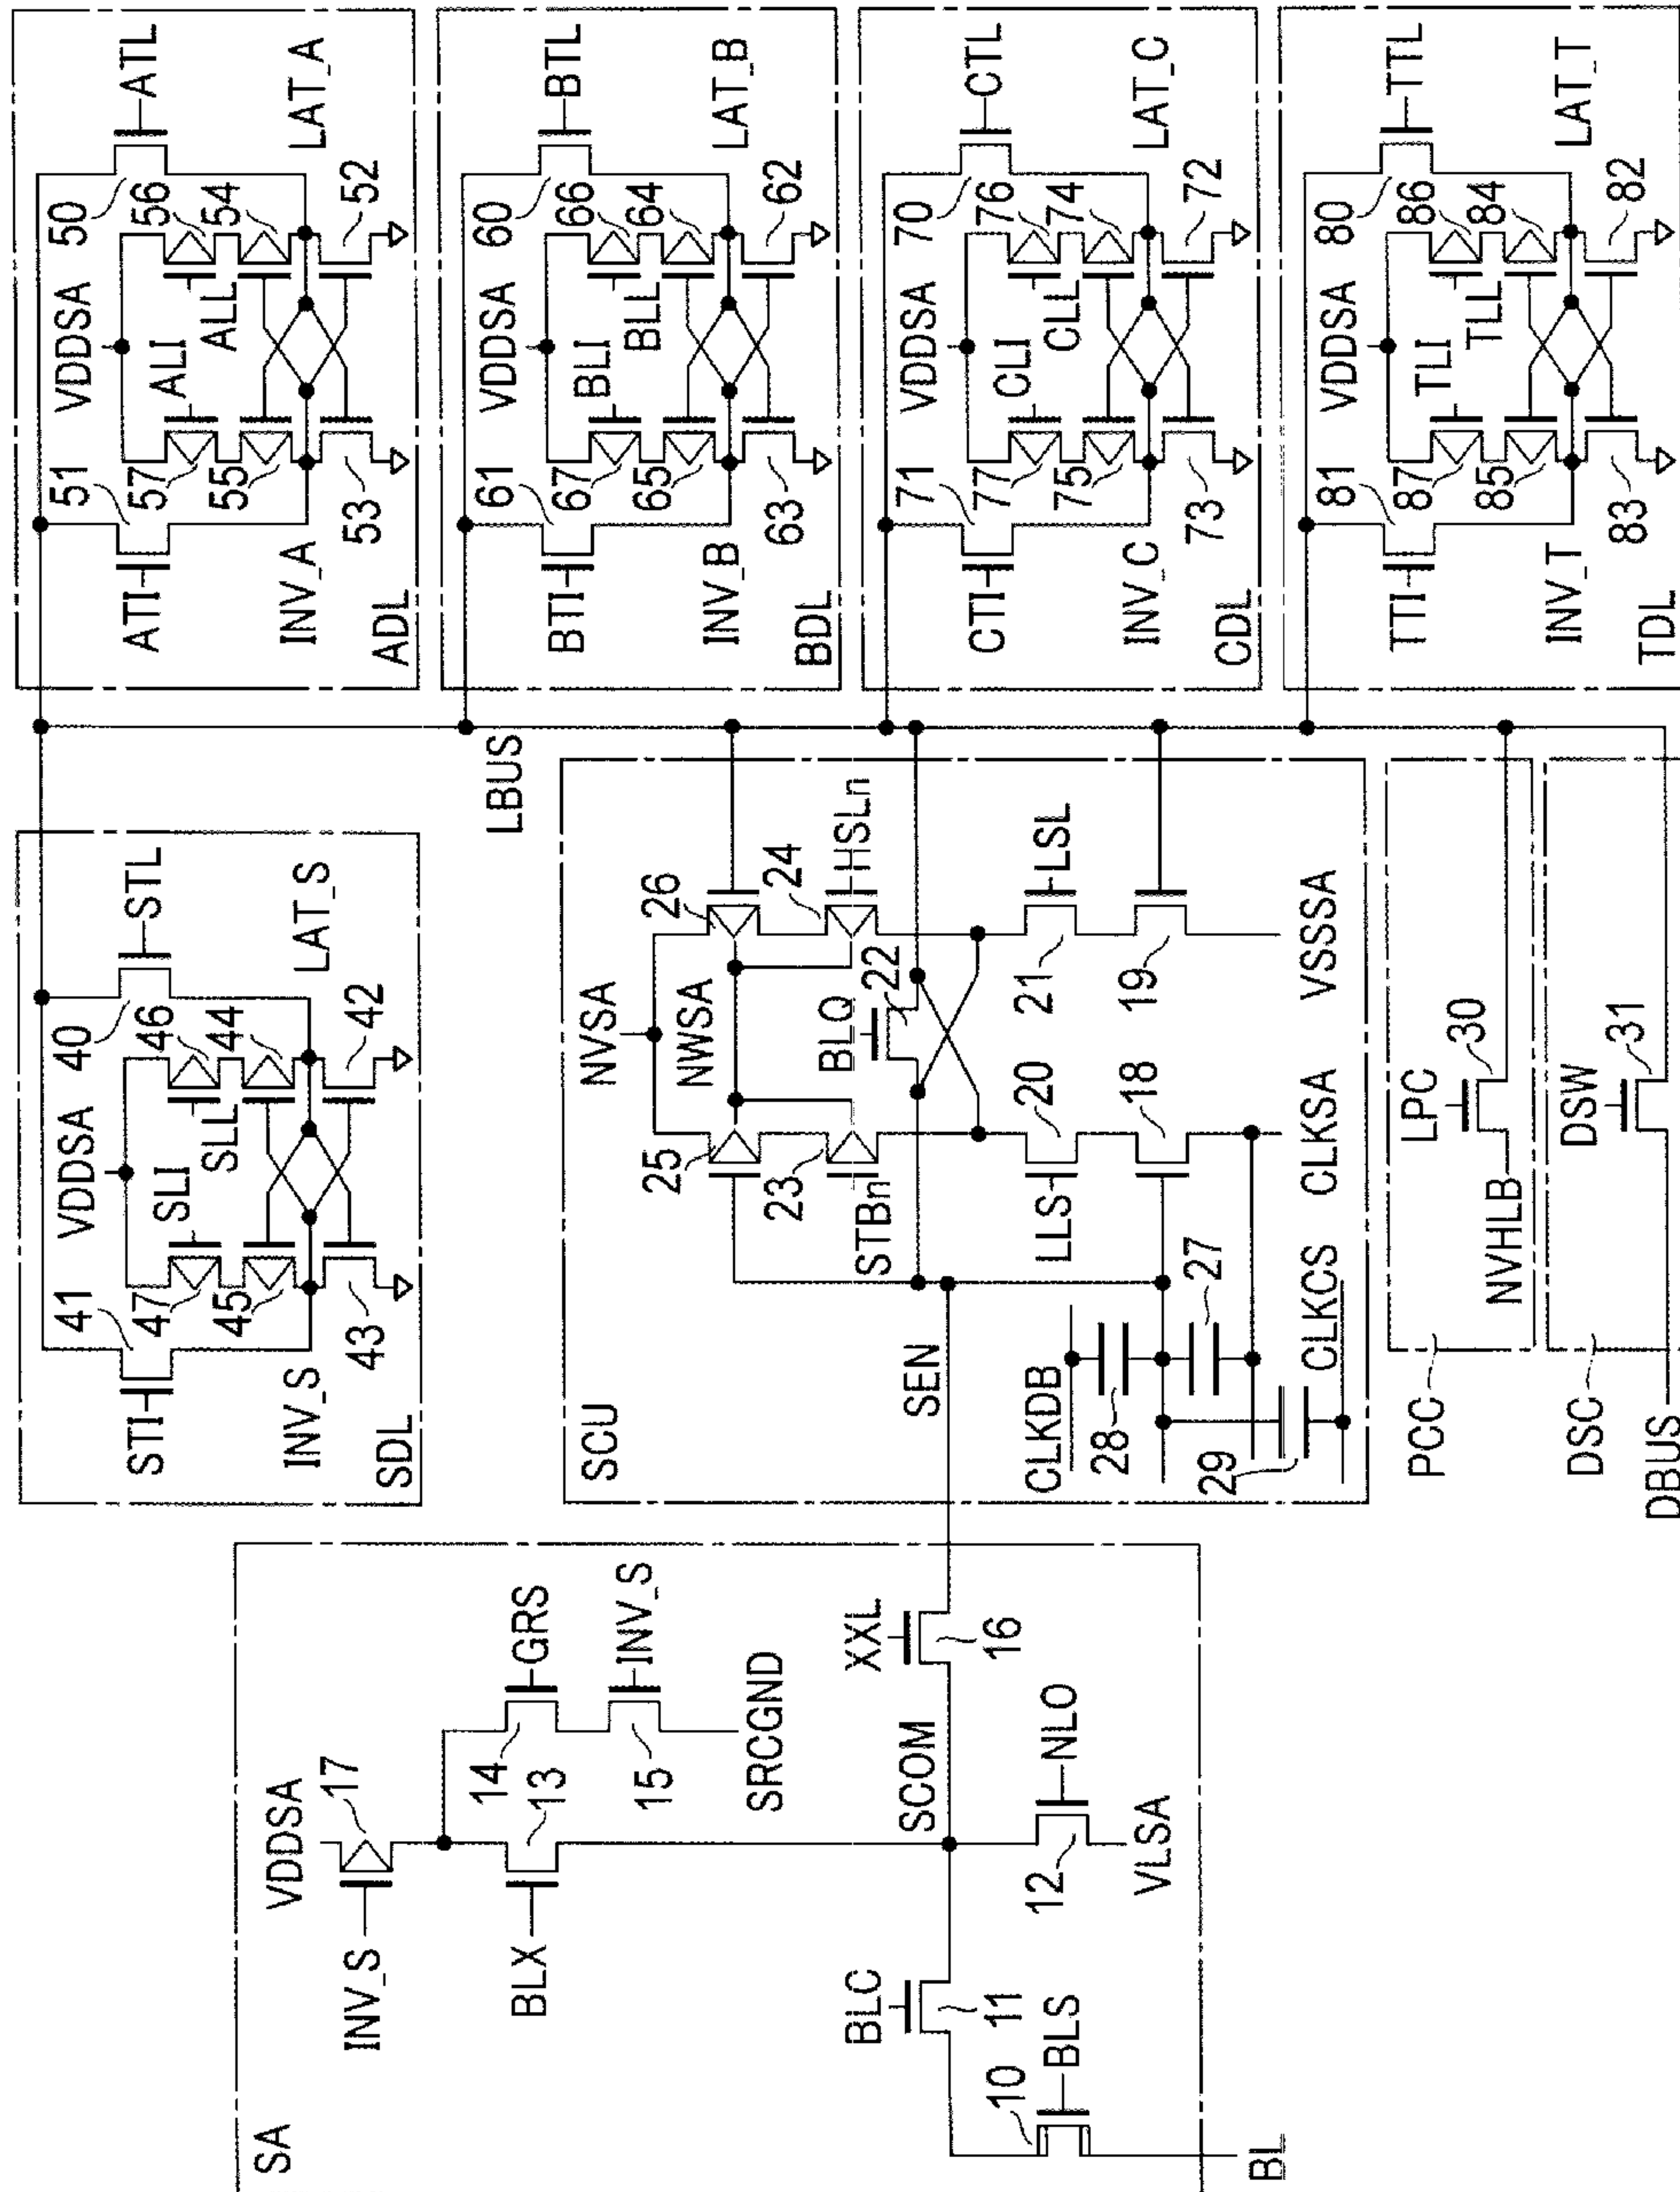 SA
INV_S
VDDSA
17
BLX
13
14
GRS
15
INV_S
SRCGND
BLC
11
10
BLS
BL
SCOM
XXL
16
12
NLO
VLSA
STI
41
VDDSA
40
STL
47
SLI
46
SLL
45
44
43
42
INV_S
LAT_S
SDL
LBUS
SCU
NVSA
25
26
NWSA
23
24
STBn
HSLn
BLQ
22
SEN
LLS
20
21
LSL
CLKDB
18
19
28
27
29
CLKSA
VSSSA
CLKCS
PCC
LPC
30
NVHLB
DSC
DSW
31
DBUS
ATI
51
VDDSA
50
ATL
57
ALI
56
ALL
55
54
53
52
INV_A
LAT_A
ADL
BTI
61
VDDSA
60
BTL
67
BLI
66
BLL
65
64
63
62
INV_B
LAT_B
BDL
CTI
71
VDDSA
70
CTL
77
CLI
76
CLL
75
74
73
72
INV_C
LAT_C
CDL
TTI
81
VDDSA
80
TTL
87
TLI
86
TLL
85
84
83
82
INV_T
LAT_T
TDL